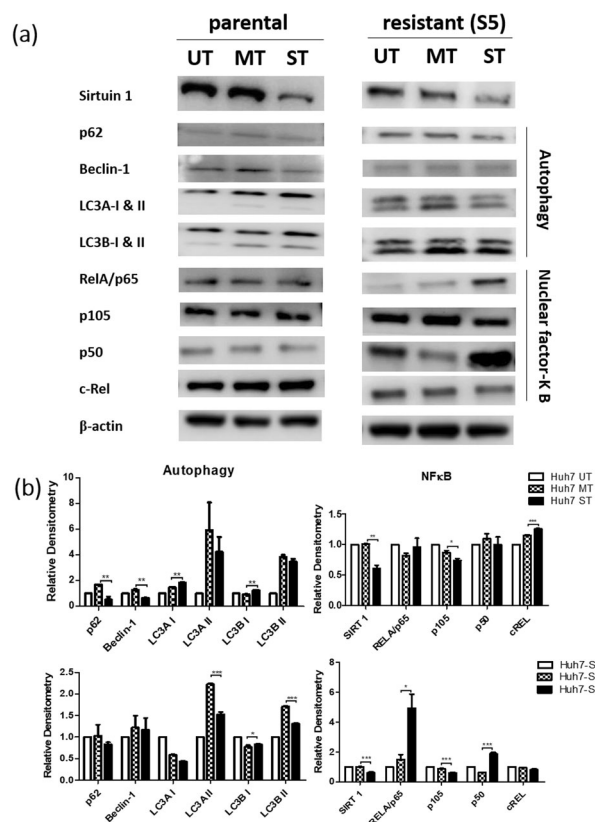 (a)
parental
resistant (S5)
UT MT ST
UT MT ST
Sirtuin 1
p62
Beclin-1
LC3A-I & II
LC3B-I & II
RelA/p65
p105
p50
c-Rel
β-actin
Autophagy
Nuclear factor-K B
(b)
Autophagy
Relative Densitometry
10
8
6
4
2
0
** ** ** **
p62 Beclin-1 LC3A I LC3A II LC3B I LC3B II
NFκB
Huh7 UT
Huh7 MT
Huh7 ST
Relative Densitometry
2.0
1.5
1.0
0.5
0.0
** * ***
SIRT 1 RELA/p65 p105 p50 cREL
Relative Densitometry
2.5
2.0
1.5
1.0
0.5
0.0
*** * ***
p62 Beclin-1 LC3A I LC3A II LC3B I LC3B II
Huh7-S
Huh7-S
Huh7-S
Relative Densitometry
8
6
4
2
0
*** * *** ***
SIRT 1 RELA/p65 p105 p50 cREL